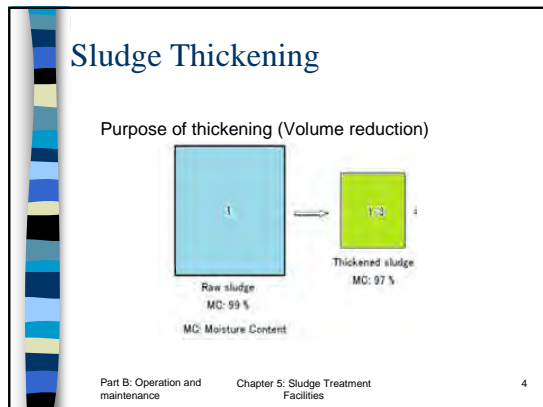 Sludge Thickening
Purpose of thickening (Volume reduction)
1
1/3
Thickened sludge
MC: 97 %
Raw sludge
MC: 99 %
MC: Moisture Content
Part B: Operation and
maintenance
Chapter 5: Sludge Treatment
Facilities
4